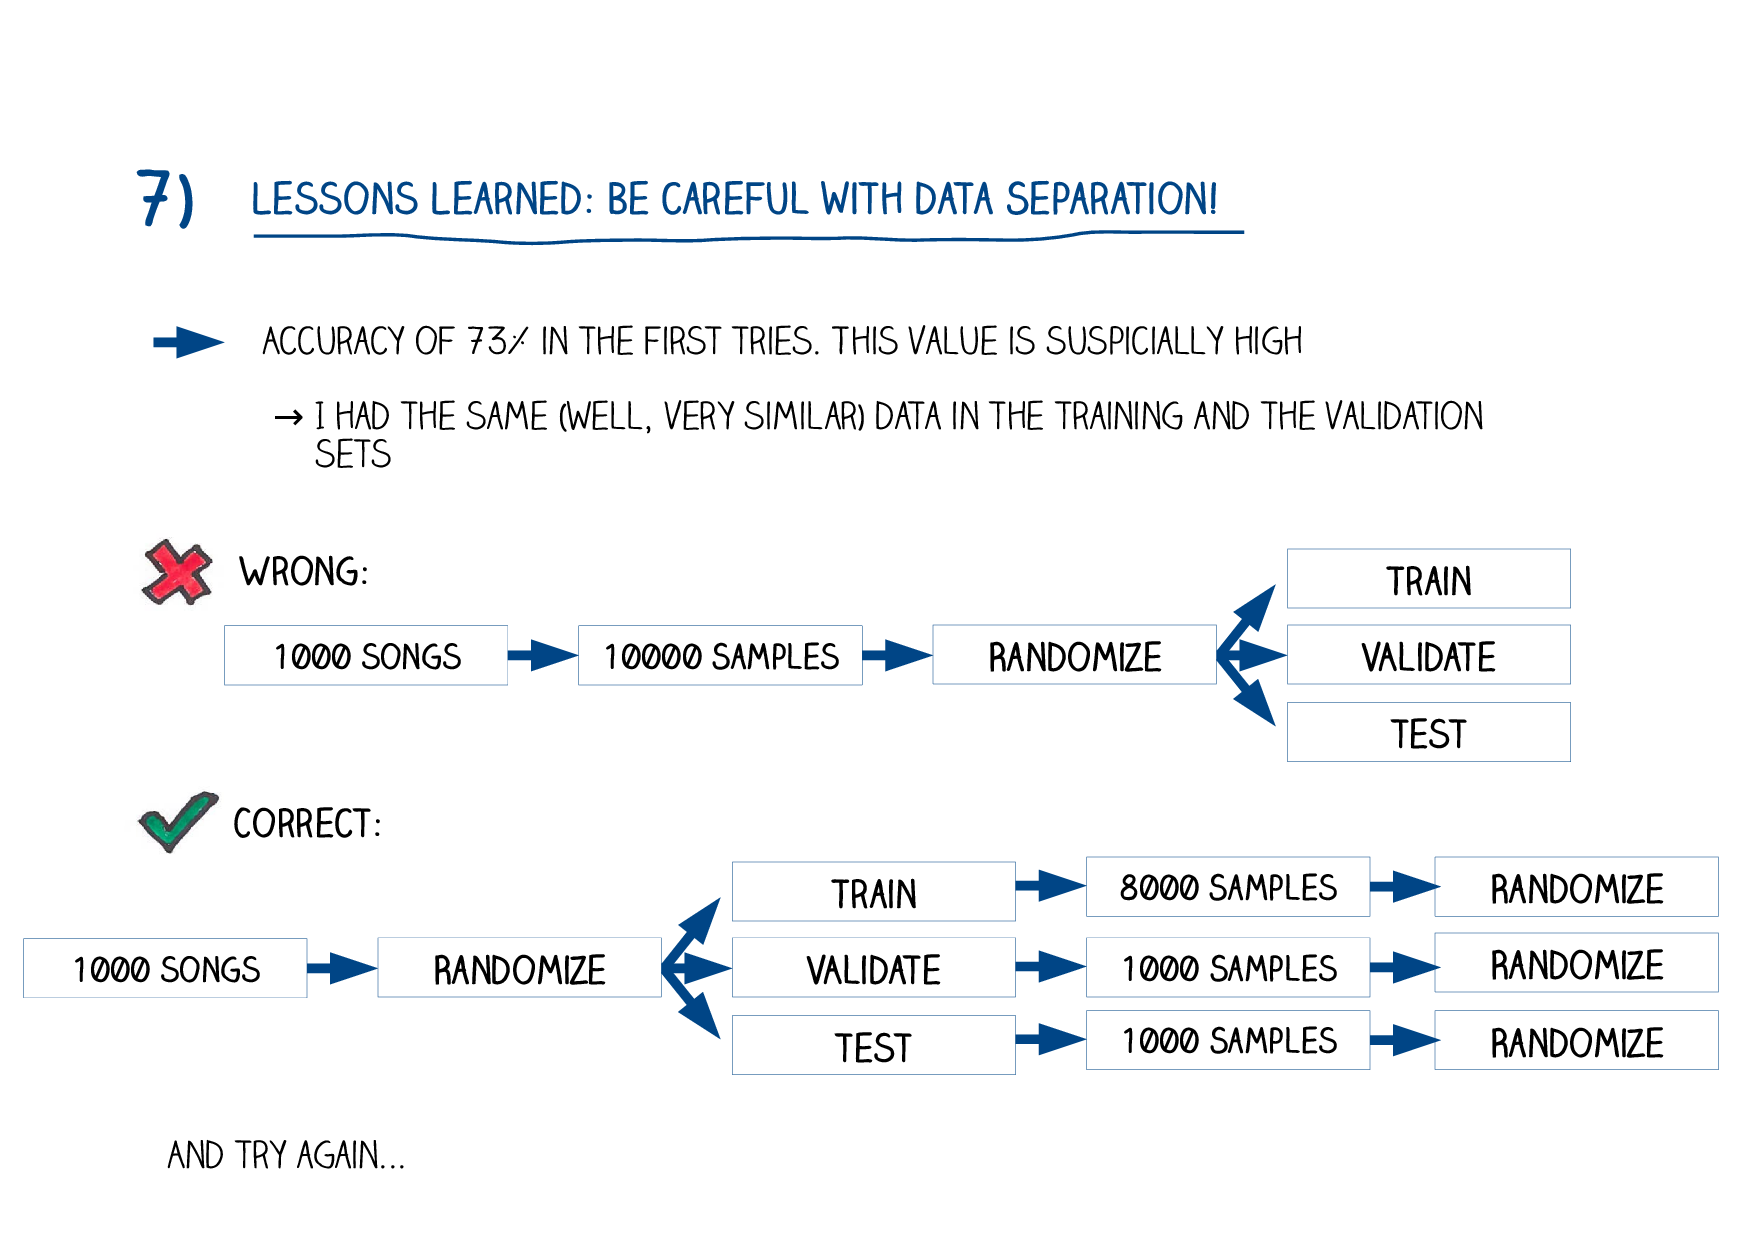 7) LESSONS LEARNED: BE CAREFUL WITH DATA SEPARATION!
ACCURACY OF 73% IN THE FIRST TRIES. THIS VALUE IS SUSPICIALLY HIGH
→ I HAD THE SAME (WELL, VERY SIMILAR) DATA IN THE TRAINING AND THE VALIDATION
SETS
WRONG:
1000 SONGS
10000 SAMPLES
RANDOMIZE
TRAIN
VALIDATE
TEST
CORRECT:
1000 SONGS
RANDOMIZE
TRAIN
8000 SAMPLES
RANDOMIZE
VALIDATE
1000 SAMPLES
RANDOMIZE
TEST
1000 SAMPLES
RANDOMIZE
AND TRY AGAIN...